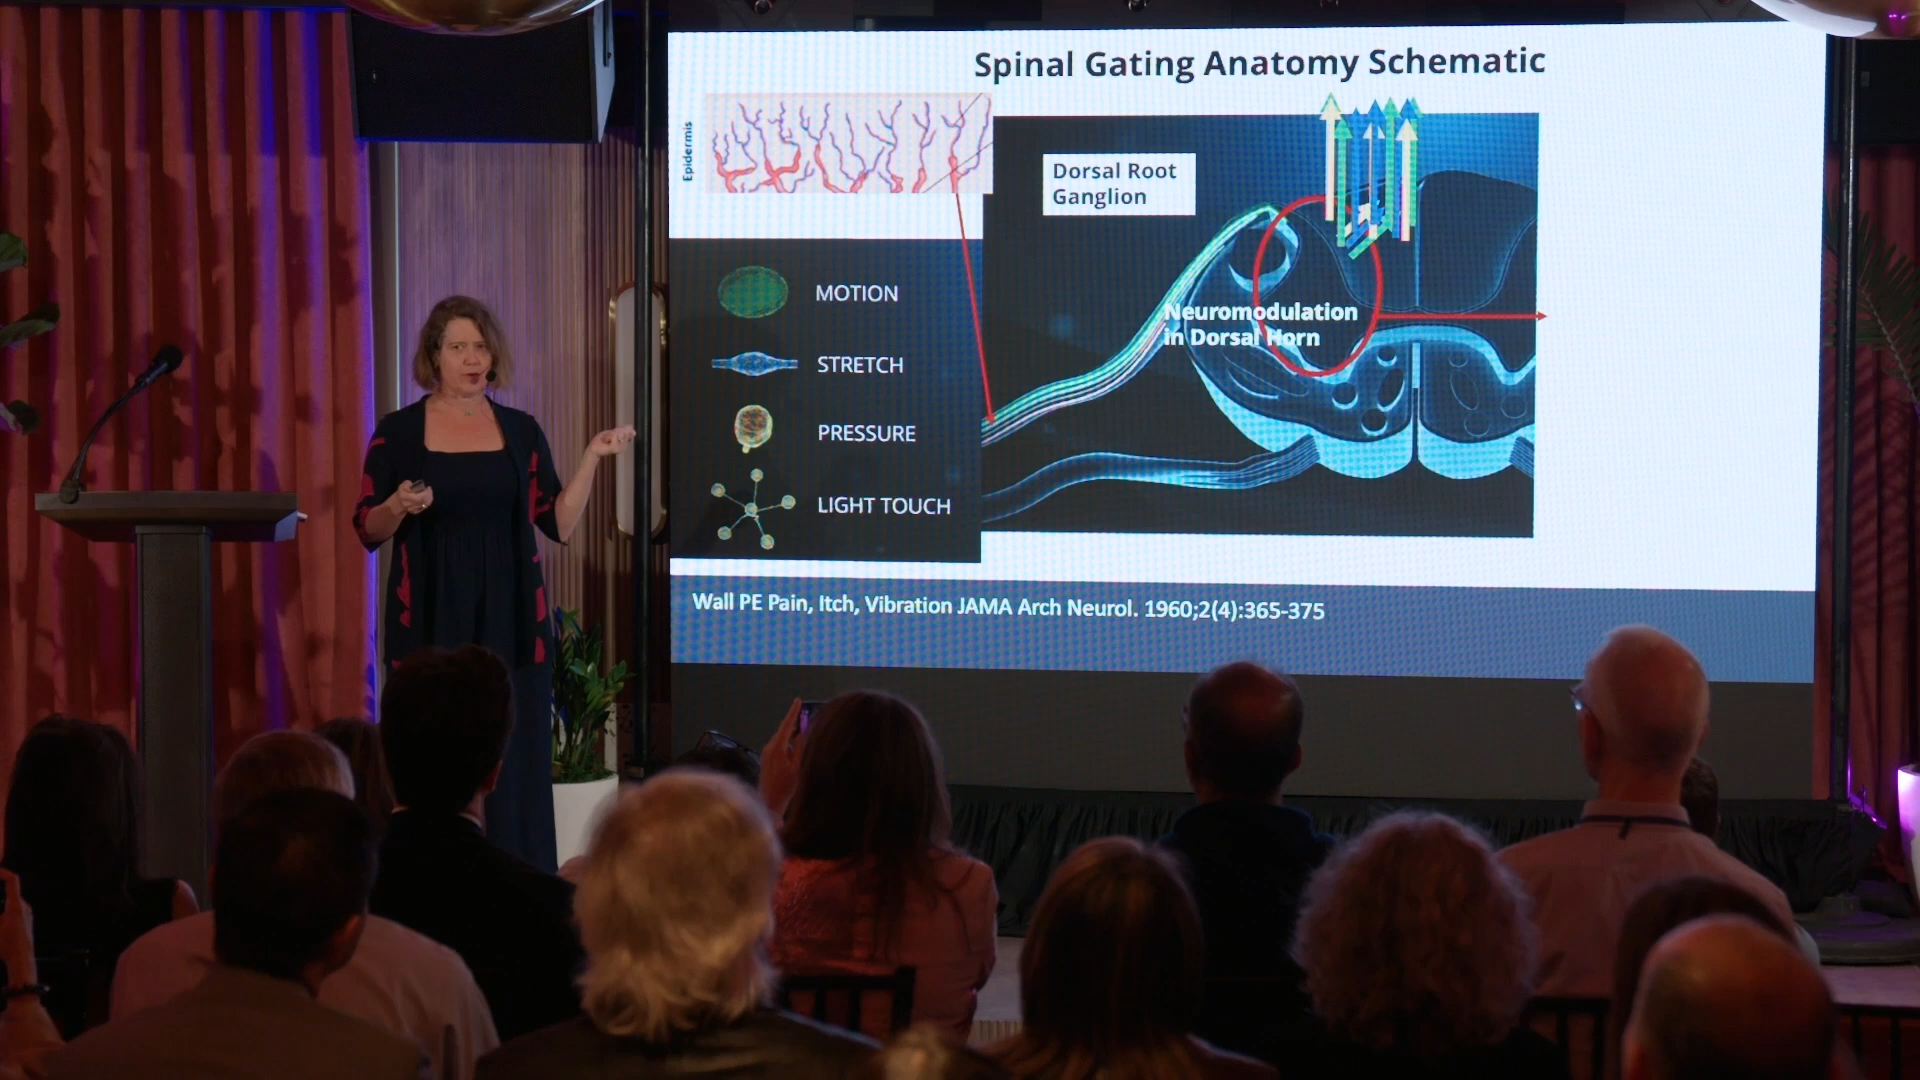 Spinal Gating Anatomy Schematic
Epidermis
Dorsal Root
Ganglion
MOTION
STRETCH
PRESSURE
LIGHT TOUCH
Neuromodulation
in Dorsal Horn
Wall PE Pain, Itch, Vibration JAMA Arch Neurol. 1960;2(4):365-375